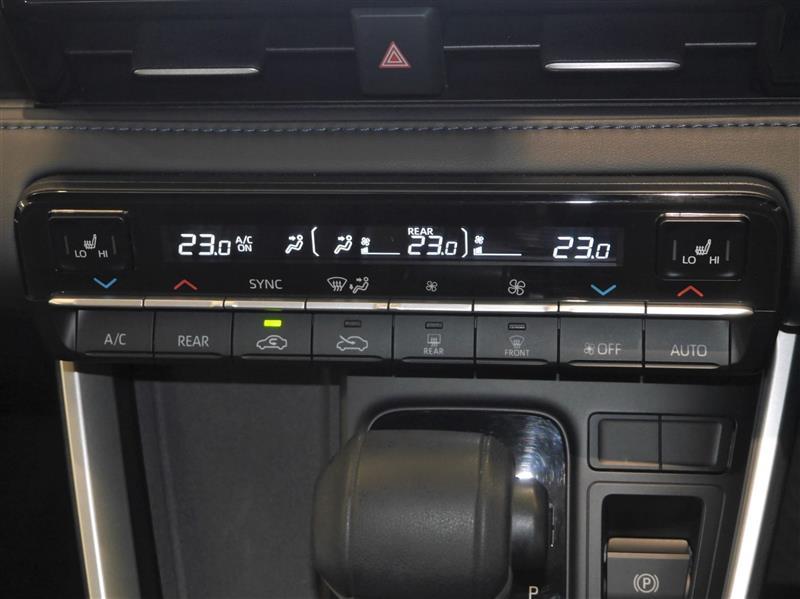 REAR
23.0 A/C ON 23.0 23.0
LO HI
LO HI
SYNC
A/C REAR REAR FRONT OFF AUTO
P
P